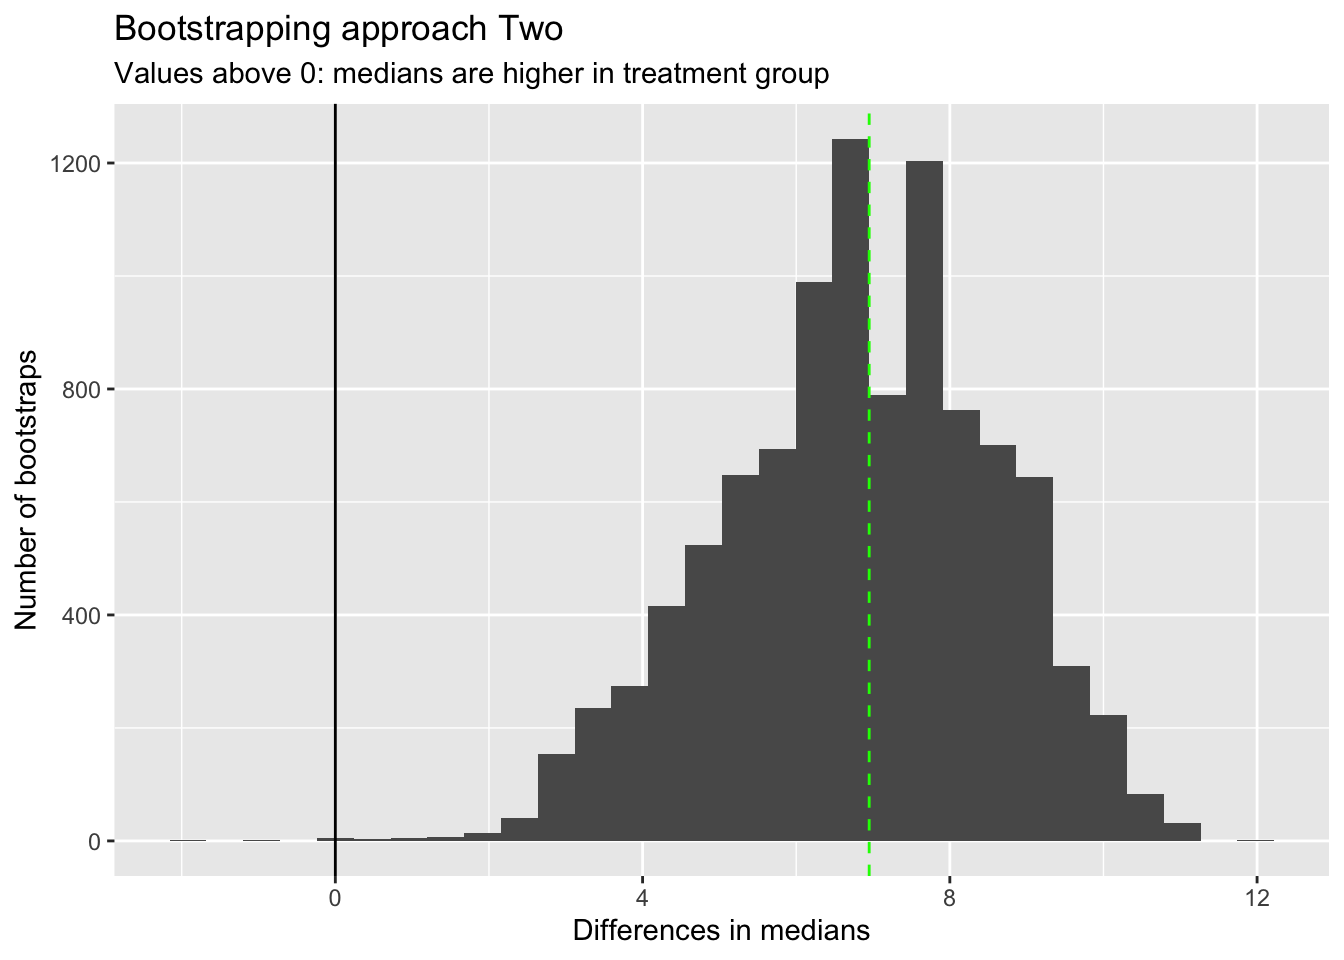 Bootstrapping approach Two
Values above 0: medians are higher in treatment group
1200
800
400
0
Number of bootstraps
0 4 8 12
Differences in medians